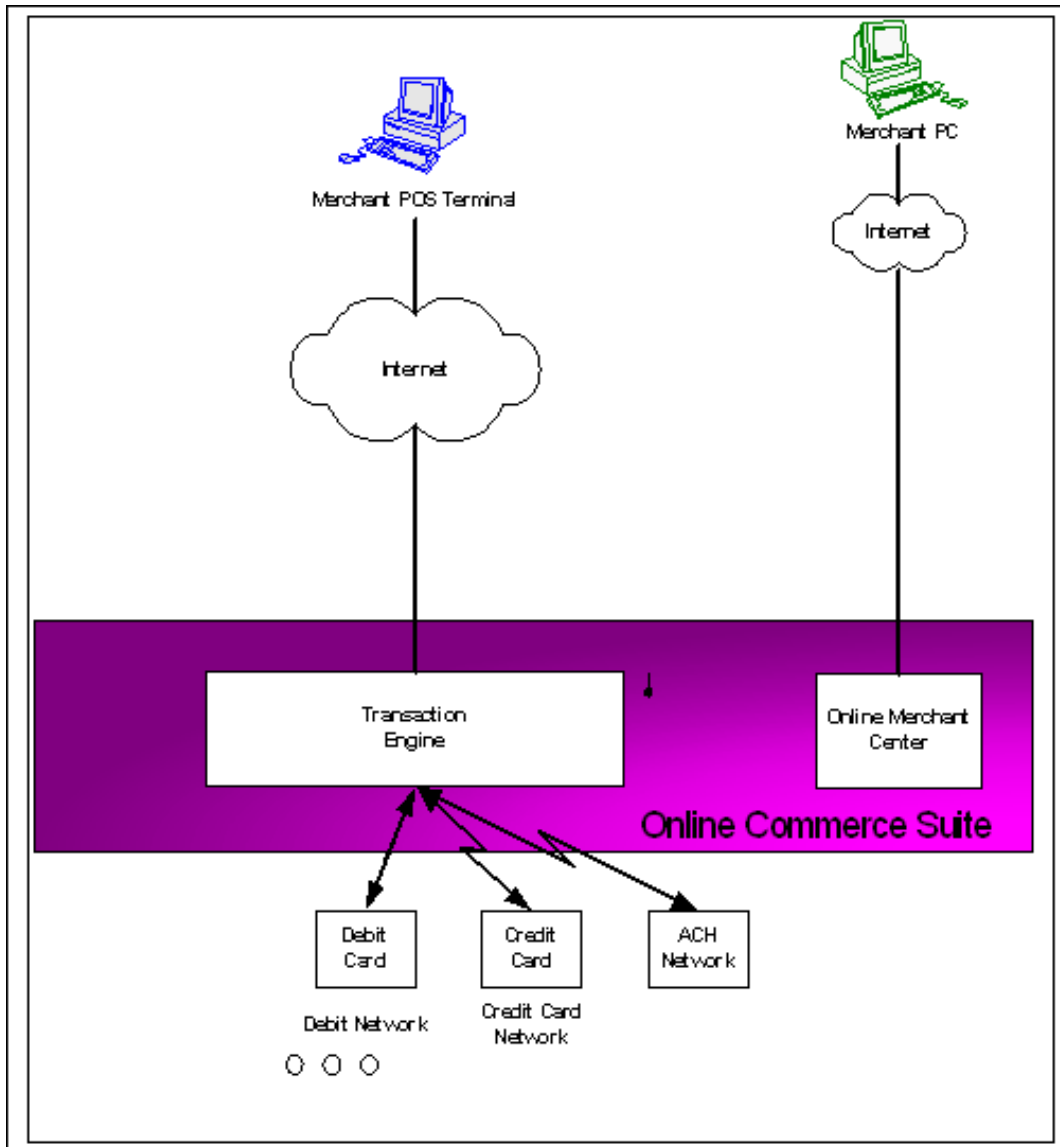 Merchant PC
Internet
Merchant POS Terminal
Internet
Transaction
Engine
Online Merchant
Center
Online Commerce Suite
Debit
Card
Credit
Card
ACH
Network
Debit Network
Credit Card
Network